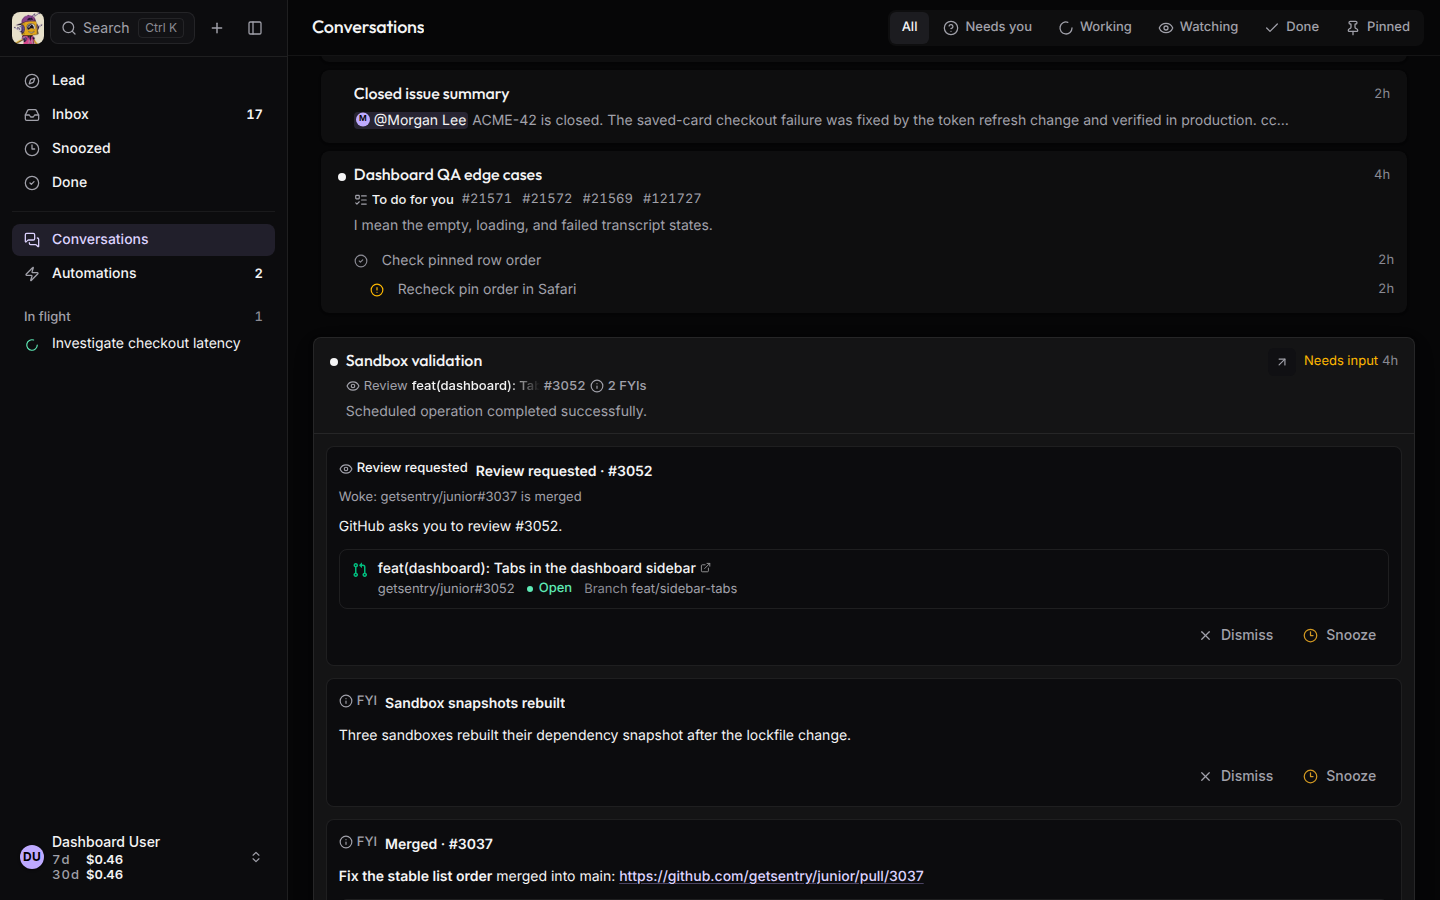 Search Ctrl K
Lead
Inbox 17
Snoozed
Done
Conversations
Automations 2
In flight 1
Investigate checkout latency
DU Dashboard User
7d $0.46
30d $0.46
Conversations
All Needs you Working Watching Done Pinned
Closed issue summary 2h
M @Morgan Lee ACME-42 is closed. The saved-card checkout failure was fixed by the token refresh change and verified in production. cc...
Dashboard QA edge cases 4h
To do for you #21571 #21572 #21569 #121727
I mean the empty, loading, and failed transcript states.
Check pinned row order 2h
Recheck pin order in Safari 2h
Sandbox validation Needs input 4h
Review feat(dashboard): Ta #3052 2 FYIs
Scheduled operation completed successfully.
Review requested Review requested · #3052
Woke: getsentry/junior#3037 is merged
GitHub asks you to review #3052.
feat(dashboard): Tabs in the dashboard sidebar
getsentry/junior#3052 Open Branch feat/sidebar-tabs
Dismiss Snooze
FYI Sandbox snapshots rebuilt
Three sandboxes rebuilt their dependency snapshot after the lockfile change.
Dismiss Snooze
FYI Merged · #3037
Fix the stable list order merged into main: https://github.com/getsentry/junior/pull/3037